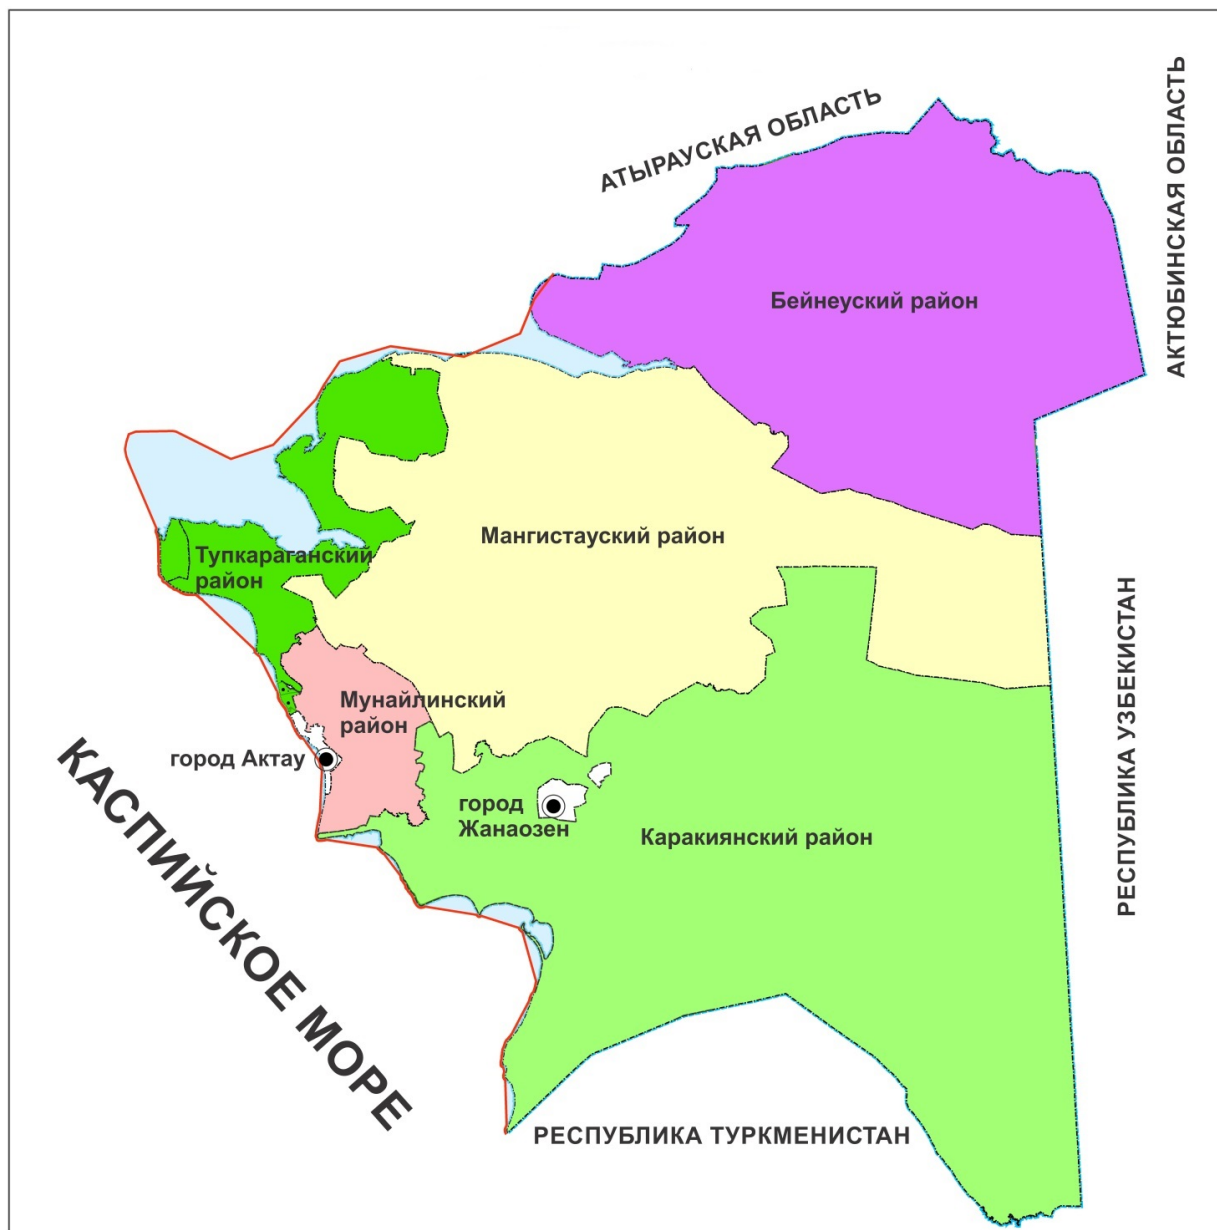 АТЫРАУСКАЯ ОБЛАСТЬ
АКТЮБИНСКАЯ ОБЛАСТЬ
Бейнеуский район
Мангистауский район
Тупкараганский
район
РЕСПУБЛИКА УЗБЕКИСТАН
Мунайлинский
район
город Актау
город
Жанаозен
Каракиянский район
КАСПИЙСКОЕ МОРЕ
РЕСПУБЛИКА ТУРКМЕНИСТАН